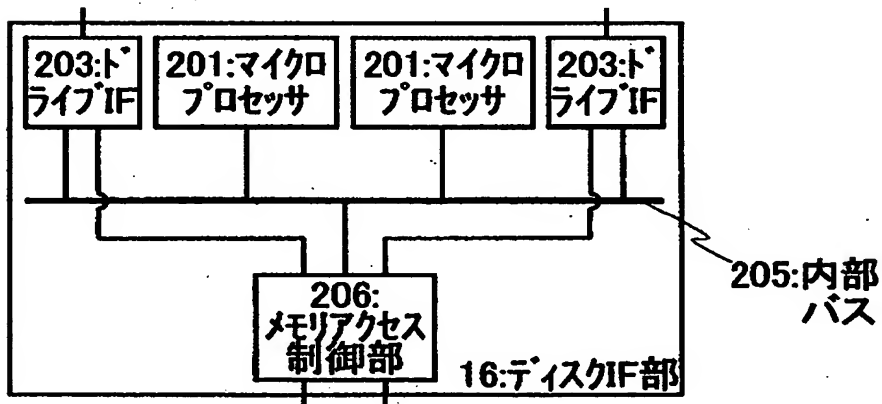 203:ド
ライブIF
201:マイクロ
プロセッサ
201:マイクロ
プロセッサ
203:ド
ライブIF
205:内部
バス
206:
メモリアクセス
制御部
16:ディスクIF部